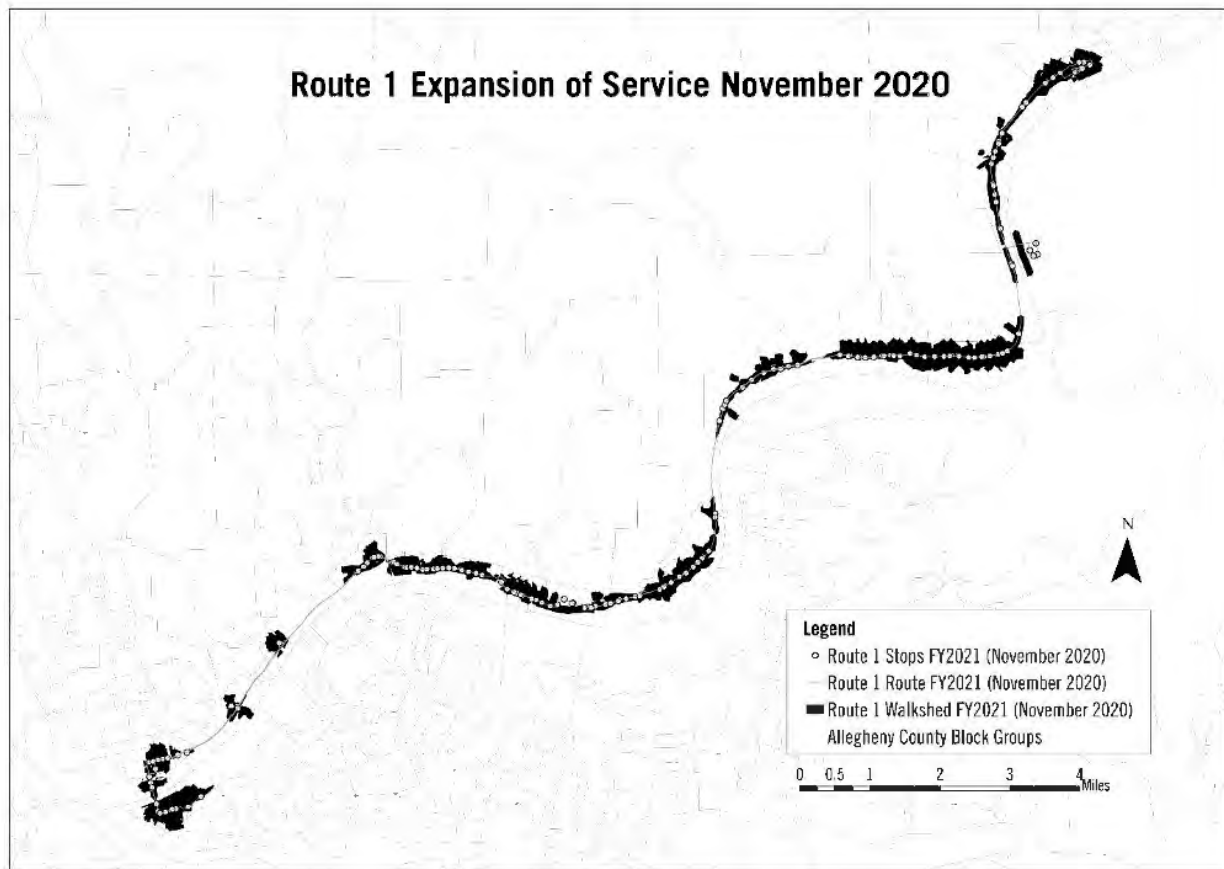 Route 1 Expansion of Service November 2020
N
Legend
Route 1 Stops FY2021 (November 2020)
Route 1 Route FY2021 (November 2020)
Route 1 Walkshed FY2021 (November 2020)
Allegheny County Block Groups
0 0.5 1 2 3 4
Miles